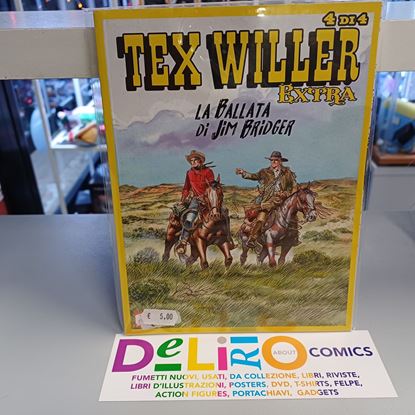 4 DI 4
TEX WILLER
EXTRA
LA BALLATA
DI JIM BRIDGER
€ 5,00
DELIRIO ABOUT COMICS
FUMETTI NUOVI, USATI, DA COLLEZIONE, LIBRI, RIVISTE,
LIBRI D'ILLUSTRAZIONI, POSTERS, DVD, T-SHIRTS, FELPE,
ACTION FIGURES, PORTACHIAVI, GADGETS